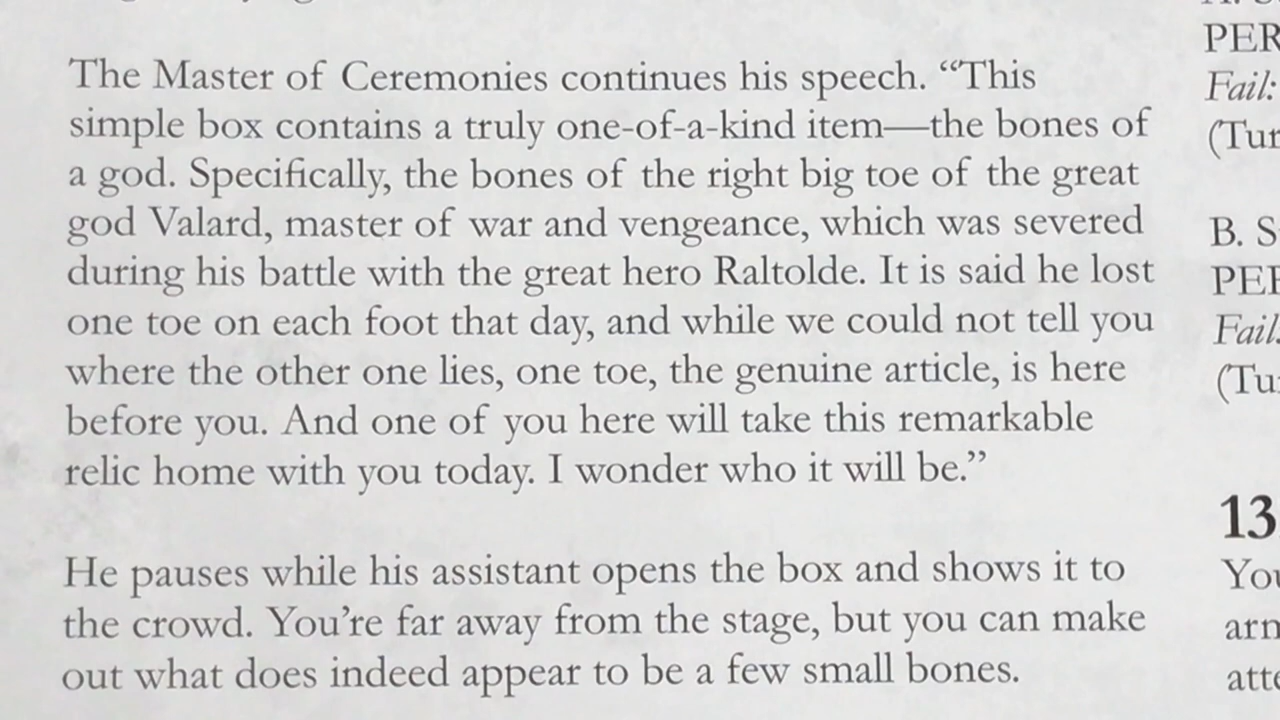 The Master of Ceremonies continues his speech. “This
simple box contains a truly one-of-a-kind item—the bones of
a god. Specifically, the bones of the right big toe of the great
god Valard, master of war and vengeance, which was severed
during his battle with the great hero Raltolde. It is said he lost
one toe on each foot that day, and while we could not tell you
where the other one lies, one toe, the genuine article, is here
before you. And one of you here will take this remarkable
relic home with you today. I wonder who it will be.”
He pauses while his assistant opens the box and shows it to
the crowd. You’re far away from the stage, but you can make
out what does indeed appear to be a few small bones.
Fail:
B. S
Fail:
13